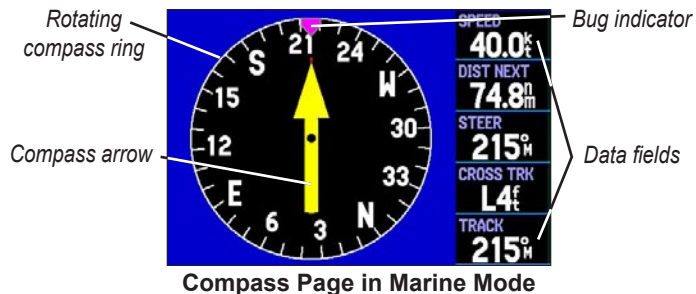 Rotating
compass ring
Bug indicator
Compass arrow
Data fields
21
24
W
30
33
N
3
6
E
12
15
S
SPEED
40.0kt
DIST NEXT
74.8nm
STEER
215°M
CROSS TRK
L4ft
TRACK
215°M
Compass Page in Marine Mode